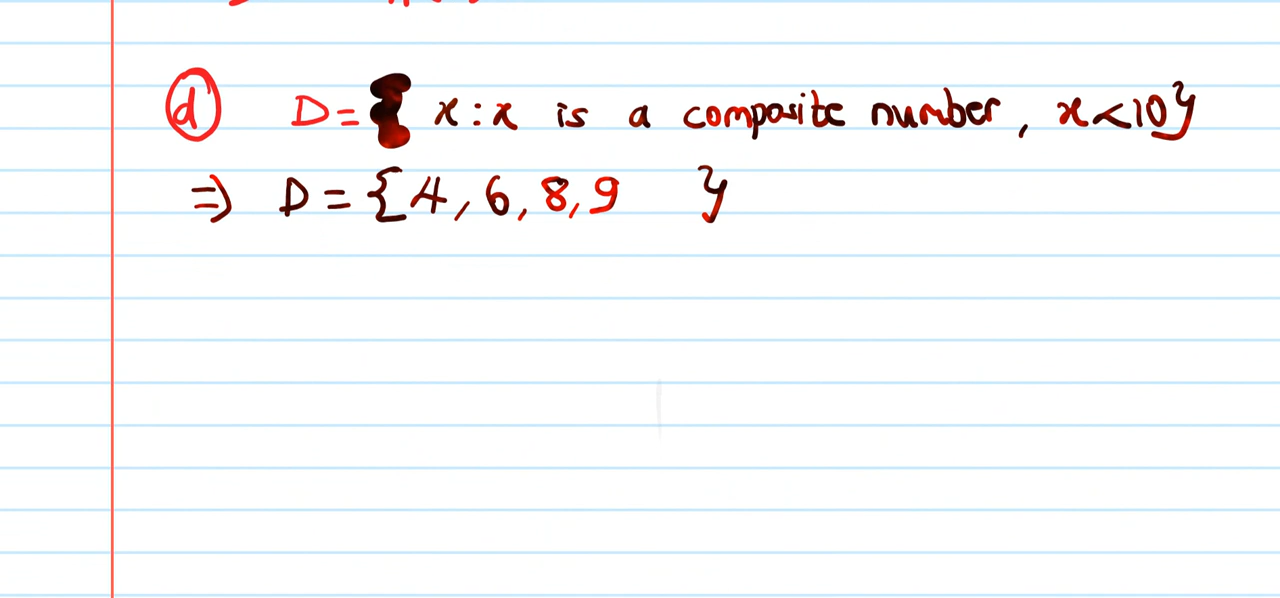 (d) D = { x : x is a composite number, x < 10 }
⇒ D = { 4, 6, 8, 9 }